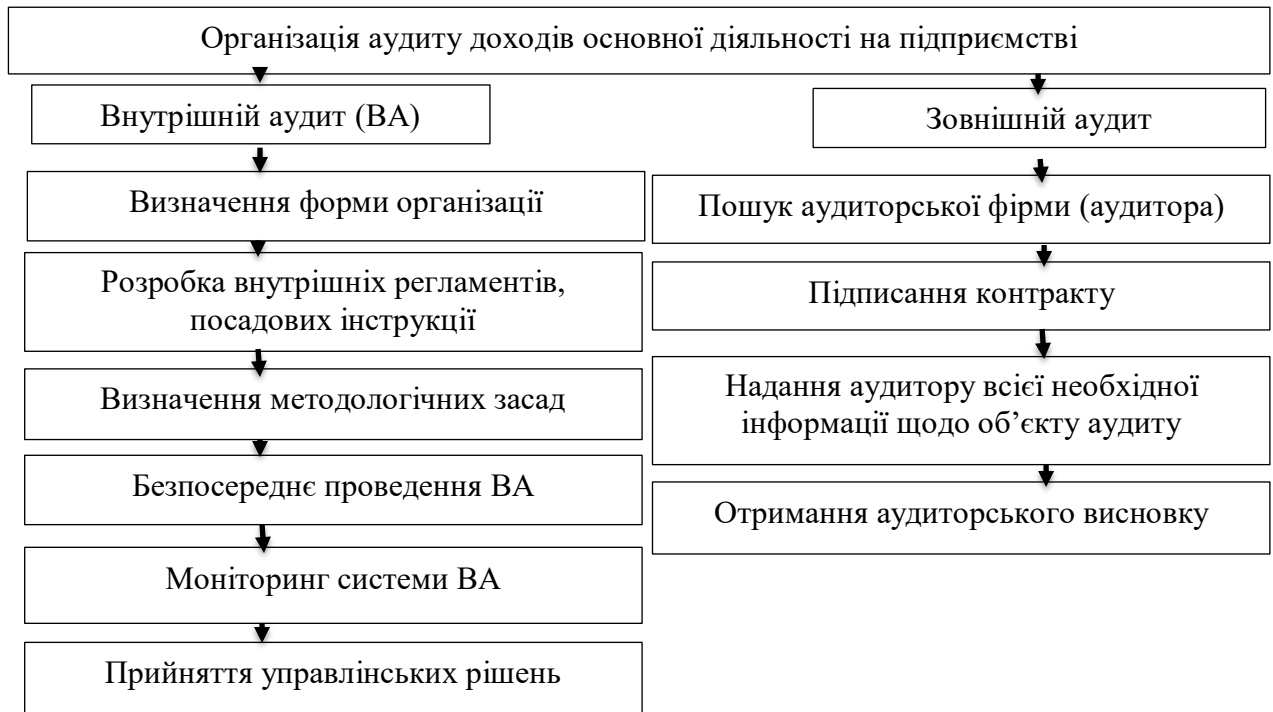 Організація аудиту доходів основної діяльності на підприємстві
Внутрішній аудит (ВА)
Визначення форми організації
Розробка внутрішніх регламентів,
посадових інструкції
Визначення методологічних засад
Безпосереднє проведення ВА
Моніторинг системи ВА
Прийняття управлінських рішень
Зовнішній аудит
Пошук аудиторської фірми (аудитора)
Підписання контракту
Надання аудитору всієї необхідної
інформації щодо об’єкту аудиту
Отримання аудиторського висновку